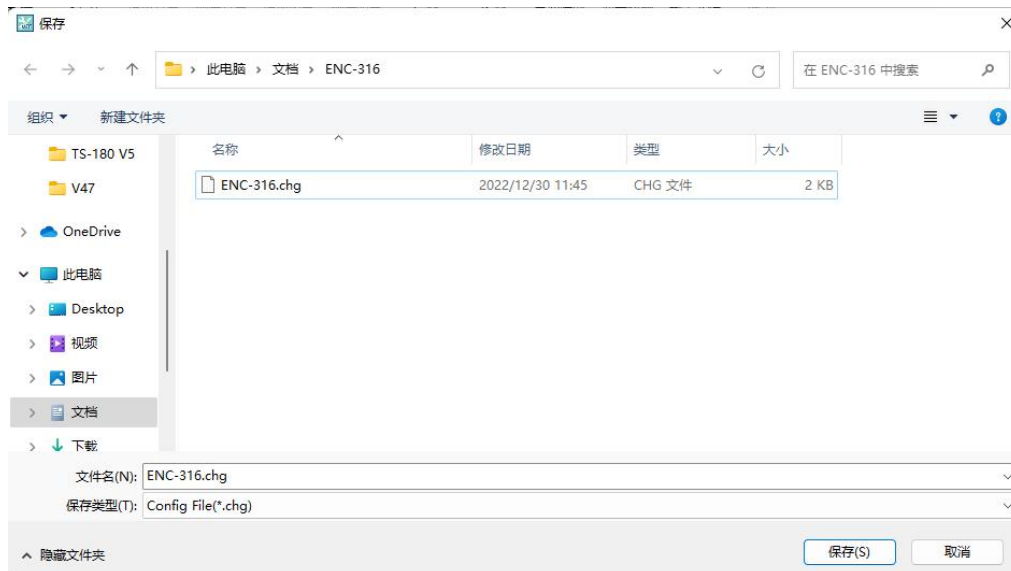 保存
此电脑 › 文档 › ENC-316
在 ENC-316 中搜索
组织 新建文件夹
名称 修改日期 类型 大小
TS-180 V5
ENC-316.chg 2022/12/30 11:45 CHG 文件 2 KB
V47
OneDrive
此电脑
Desktop
视频
图片
文档
下载
文件名(N): ENC-316.chg
保存类型(T): Config File(*.chg)
隐藏文件夹 保存(S) 取消